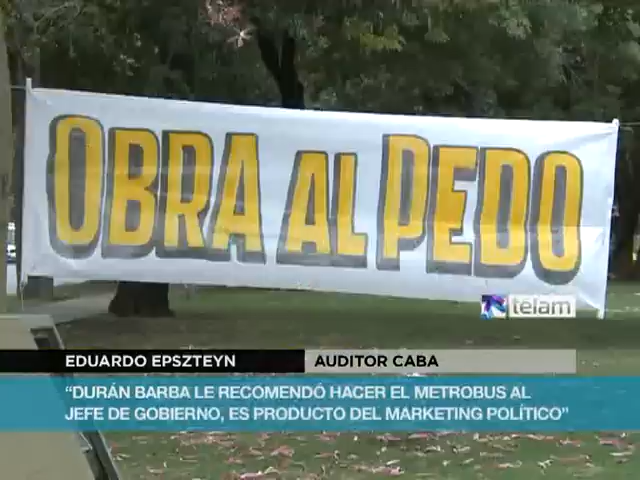 OBRA AL PEDO
télam
EDUARDO EPSZTEYN
AUDITOR CABA
“DURÁN BARBA LE RECOMENDÓ HACER EL METROBUS AL
JEFE DE GOBIERNO, ES PRODUCTO DEL MARKETING POLÍTICO”